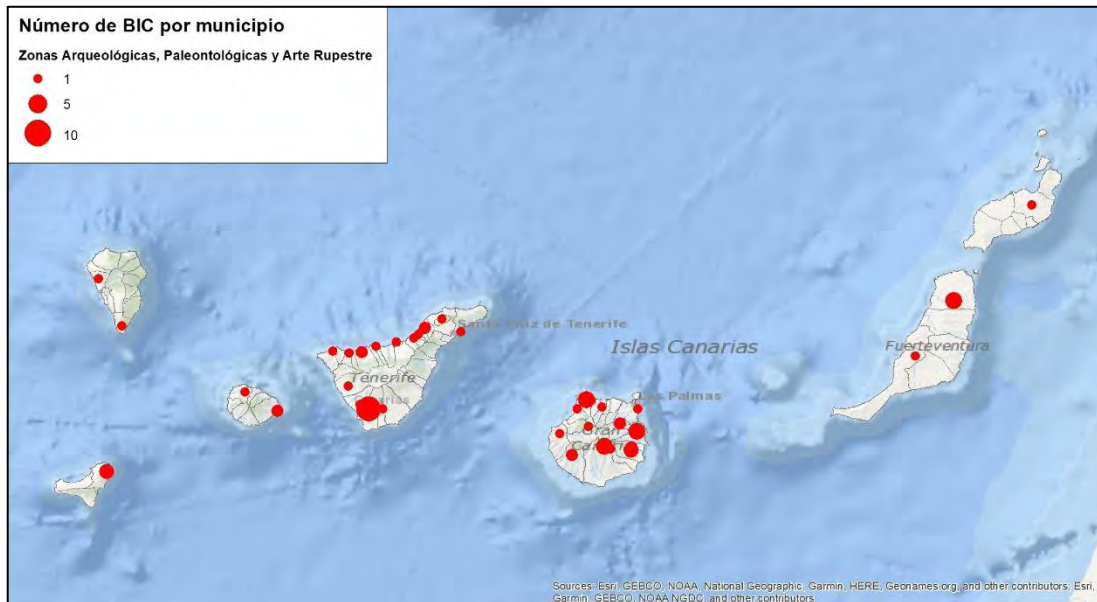 Número de BIC por municipio
Zonas Arqueológicas, Paleontológicas y Arte Rupestre
1
5
10
Santa Cruz de Tenerife
Islas Canarias
Fuerteventura
Tenerife
Las Palmas
Gran
Canaria
Sources: Esri, GEBCO, NOAA, National Geographic, Garmin, HERE, Geonames.org, and other contributors; Esri,
Garmin, GEBCO, NOAA NGDC, and other contributors